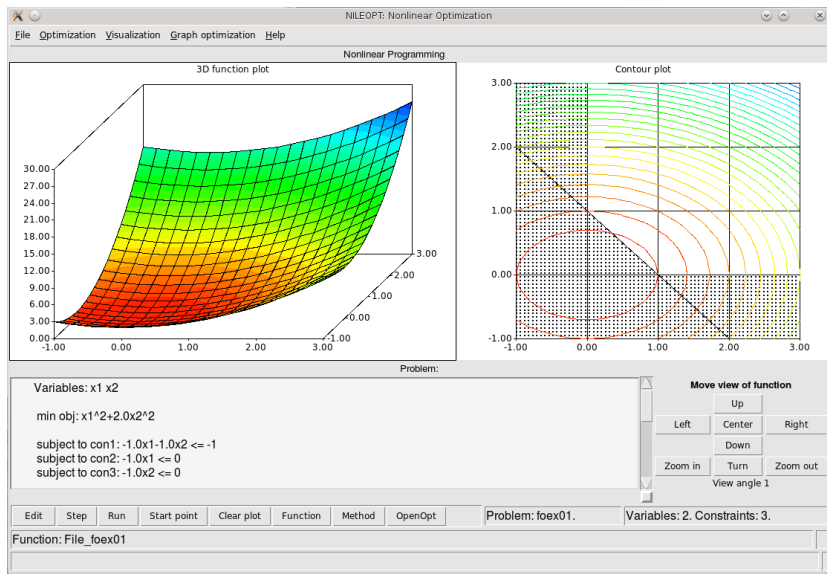 NILEOPT: Nonlinear Optimization
File Optimization Visualization Graph optimization Help
Nonlinear Programming
3D function plot
30.00
27.00
24.00
21.00
18.00
15.00
12.00
9.00
6.00
3.00
0.00
-1.00 0.00 1.00 2.00 3.00
-1.00
0.00
1.00
2.00
3.00
Contour plot
3.00
2.00
1.00
0.00
-1.00
-1.00 0.00 1.00 2.00 3.00
Problem:
Variables: x1 x2
min obj: x1^2+2.0x2^2
subject to con1: -1.0x1-1.0x2 <= -1
subject to con2: -1.0x1 <= 0
subject to con3: -1.0x2 <= 0
Move view of function
Up
Left Center Right
Down
Zoom in Turn Zoom out
View angle 1
Edit Step Run Start point Clear plot Function Method OpenOpt
Problem: foex01. Variables: 2. Constraints: 3.
Function: File_foex01